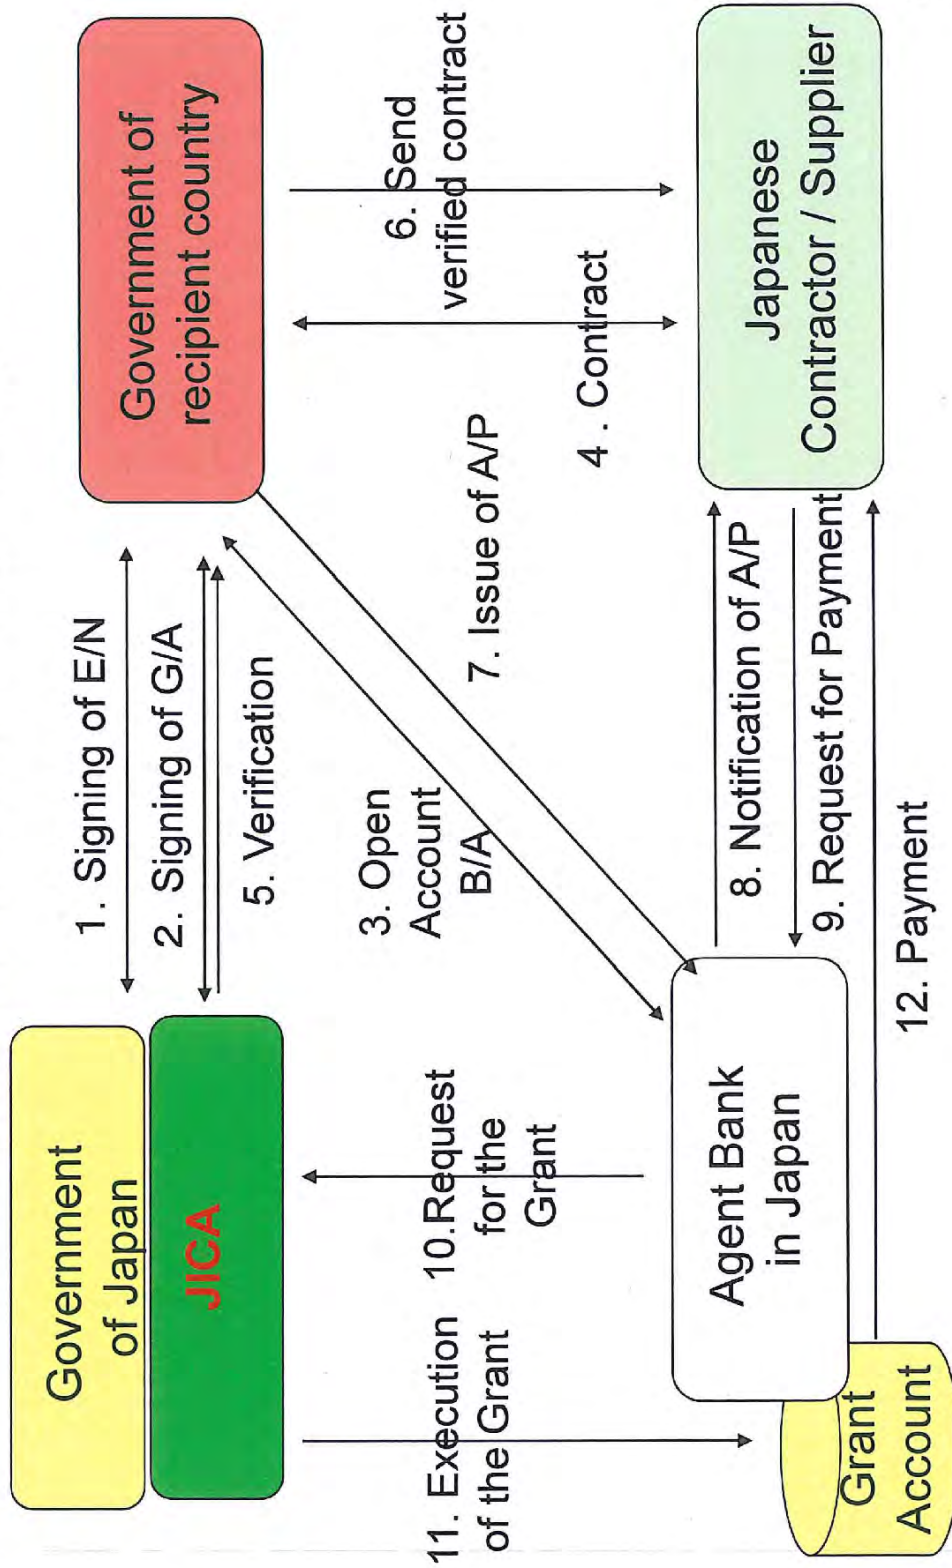 Government
of Japan
JICA
1. Signing of E/N
2. Signing of G/A
5. Verification
Government of
recipient country
11. Execution
of the Grant
10.Request
for the
Grant
3. Open
Account
B/A
7. Issue of A/P
4 . Contract
6. Send
verified contract
Agent Bank
in Japan
Grant
Account
8. Notification of A/P
9. Request for Payment
12. Payment
Japanese
Contractor / Supplier